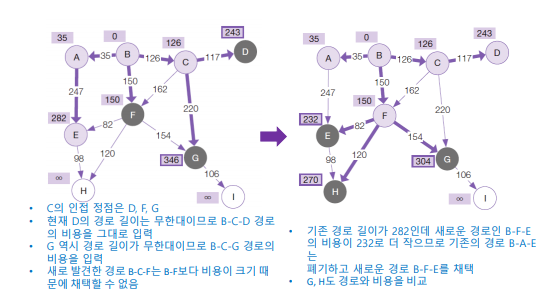 35
0
126
243
A
35
B
126
C
117
D
247
150
162
220
282
150
E
82
F
154
G
346
98
120
106
∞
H
∞
I
35
0
126
243
A
35
B
126
C
117
D
247
150
162
220
232
150
E
82
F
154
G
304
98
120
106
270
H
∞
I
• C의 인접 정점은 D, F, G
• 현재 D의 경로 길이는 무한대이므로 B-C-D 경로
의 비용을 그대로 입력
• G 역시 경로 길이가 무한대이므로 B-C-G 경로의
비용을 입력
• 새로 발견한 경로 B-C-F는 B-F보다 비용이 크기 때
문에 채택할 수 없음
• 기존 경로 길이가 282인데 새로운 경로인 B-F-E
의 비용이 232로 더 작으므로 기존의 경로 B-A-E
는
폐기하고 새로운 경로 B-F-E를 채택
• G, H도 경로와 비용을 비교